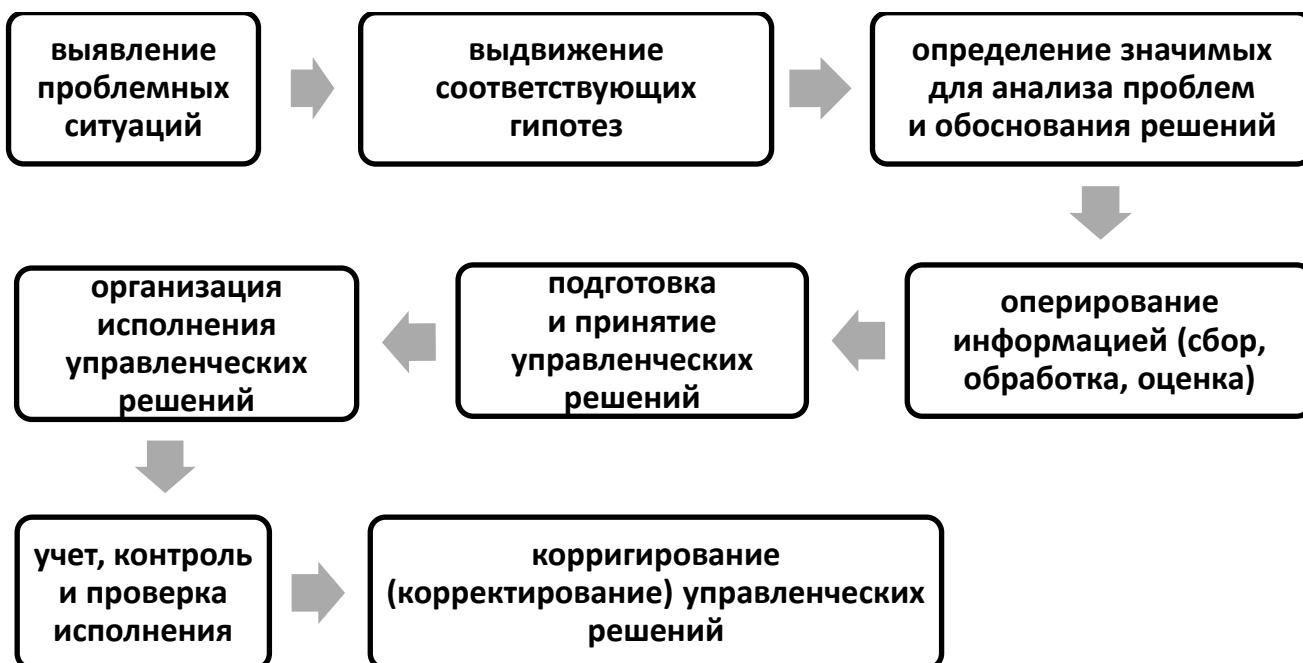 выявление
проблемных
ситуаций
выдвижение
соответствующих
гипотез
определение значимых
для анализа проблем
и обоснования решений
оперирование
информацией (сбор,
обработка, оценка)
подготовка
и принятие
управленческих
решений
организация
исполнения
управленческих
решений
учет, контроль
и проверка
исполнения
корригирование
(корректирование) управленческих
решений